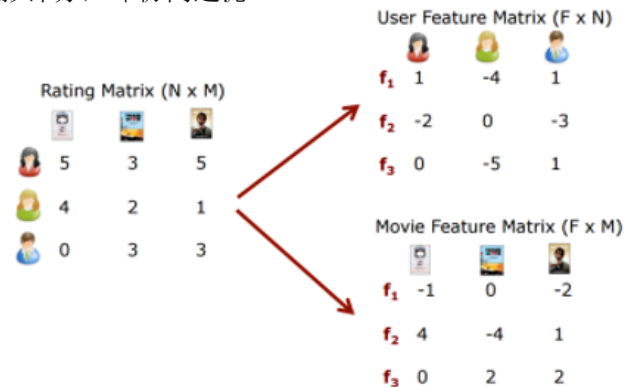 User Feature Matrix (F x N)
f₁ 1 -4 1
f₂ -2 0 -3
f₃ 0 -5 1
Rating Matrix (N x M)
5 3 5
4 2 1
0 3 3
Movie Feature Matrix (F x M)
f₁ -1 0 -2
f₂ 4 -4 1
f₃ 0 2 2